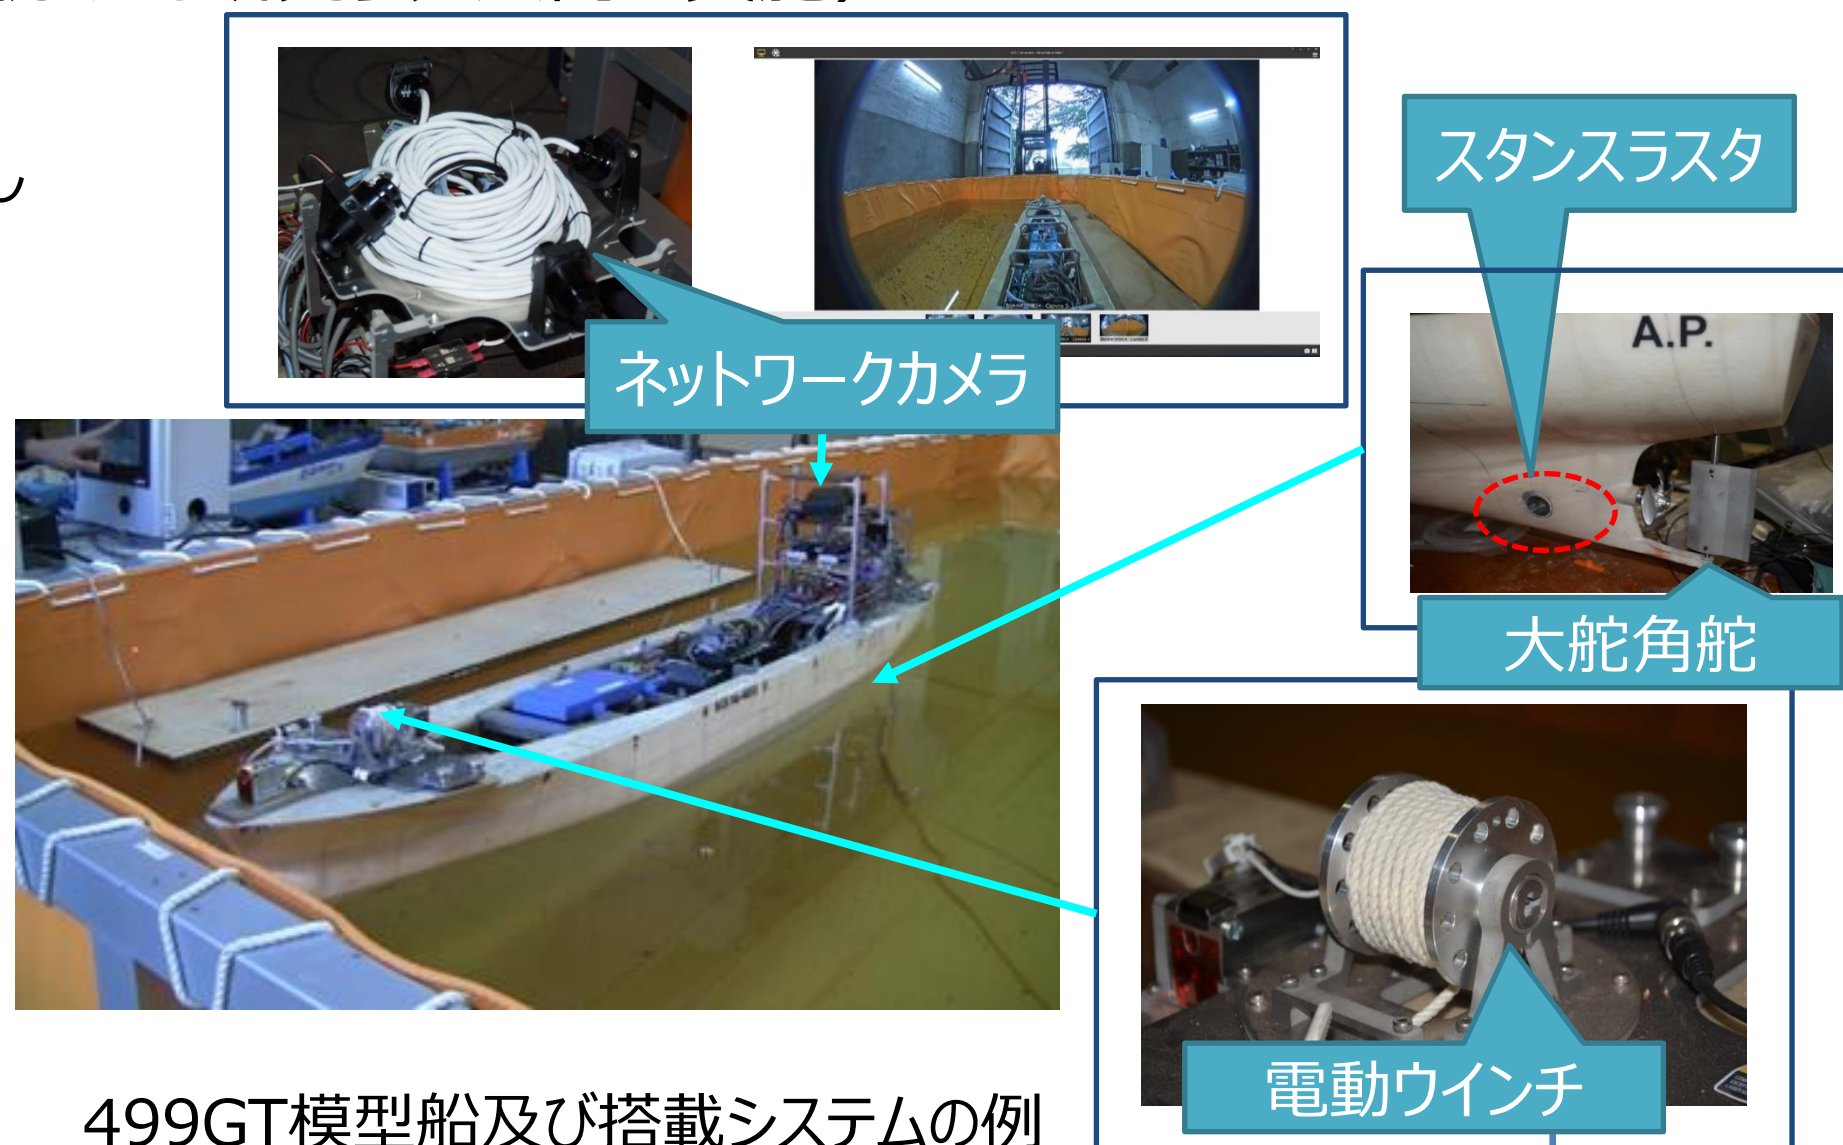 し
スタンスラスタ
A.P.
ネットワークカメラ
大舵角舵
電動ウインチ
499GT模型船及び搭載システムの例